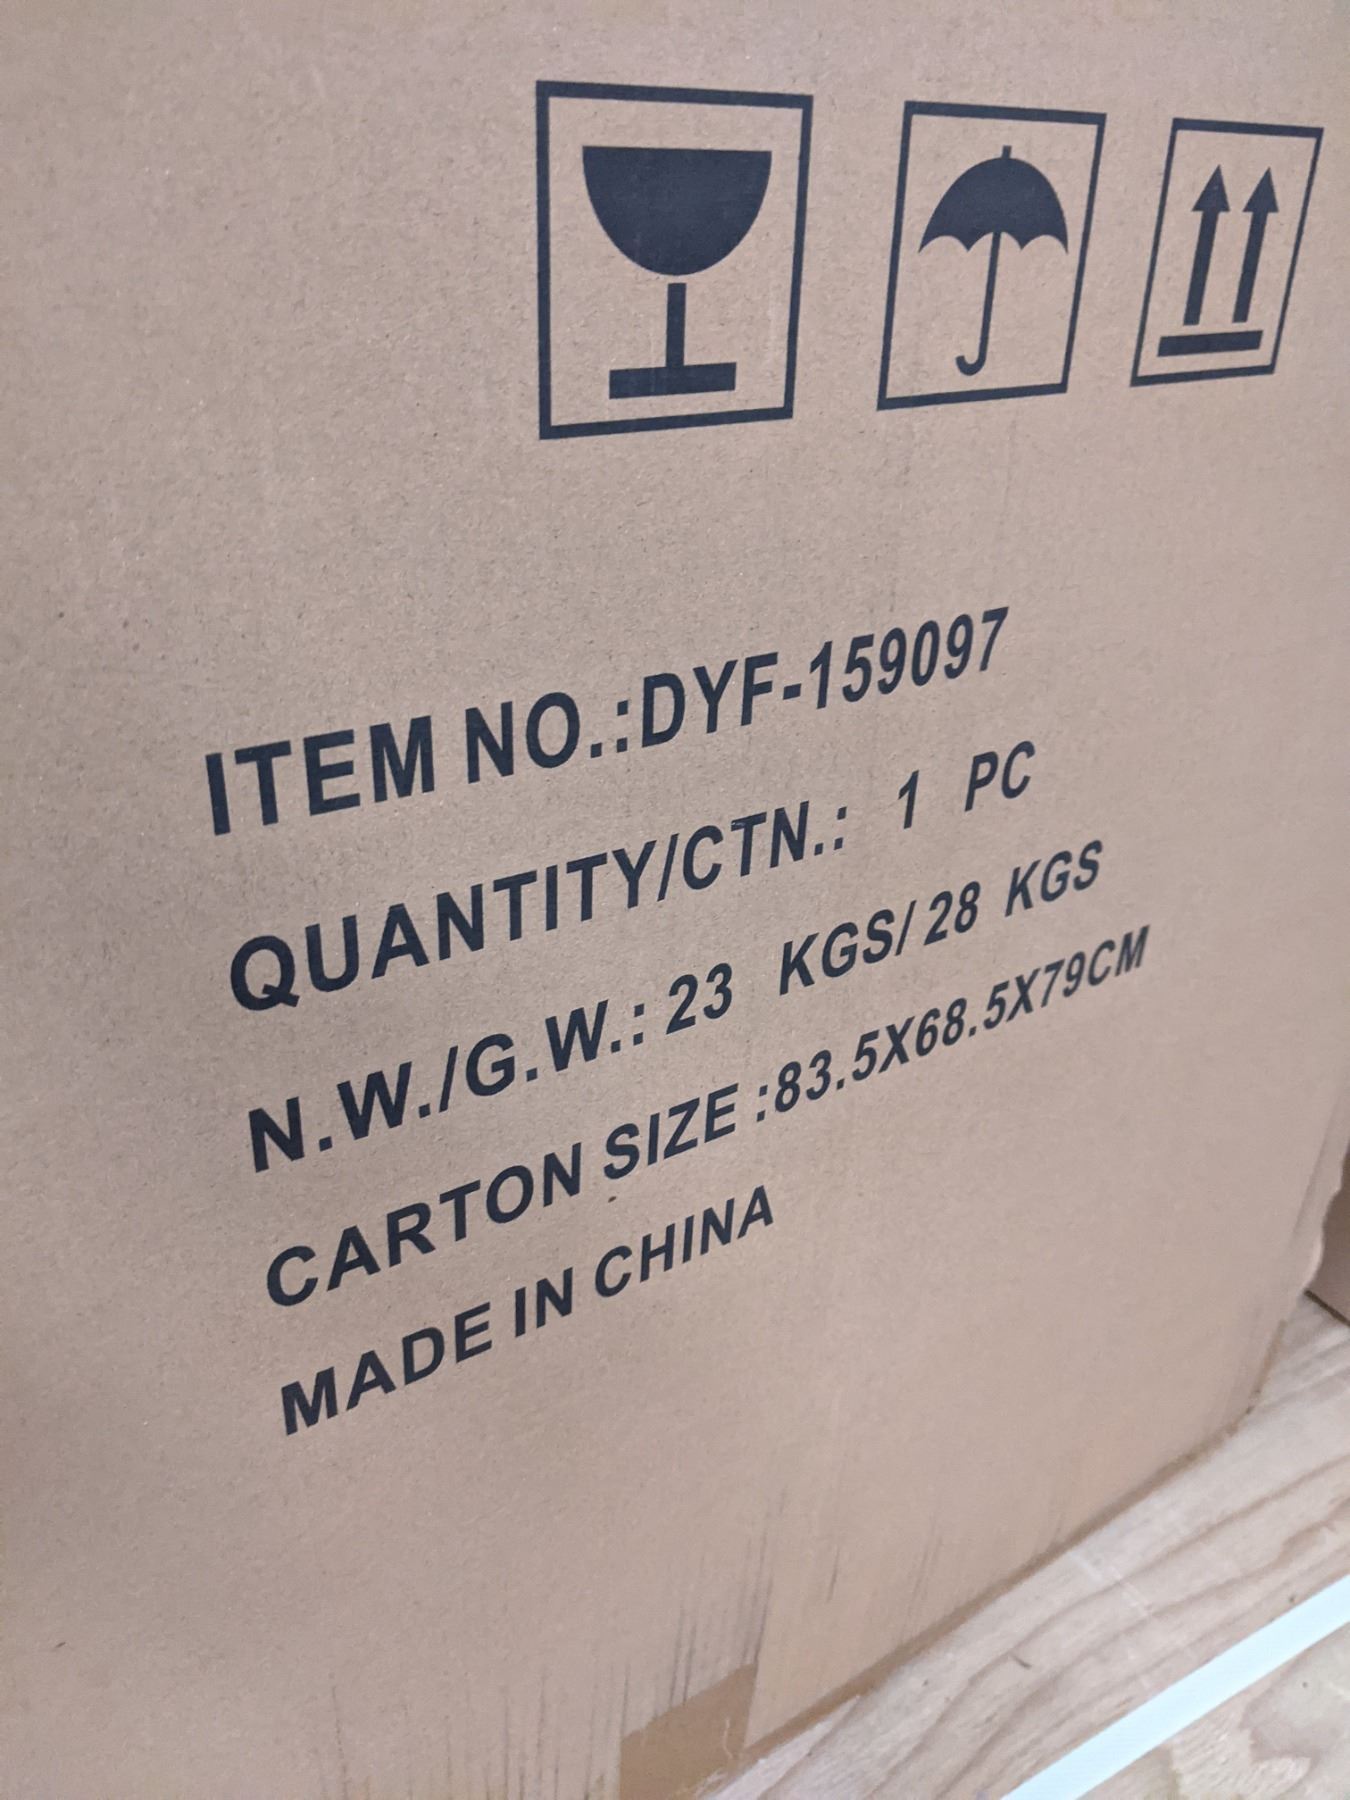 ITEM NO.:DYF-159097
QUANTITY/CTN.: 1 PC
N.W./G.W.: 23 KGS/ 28 KGS
CARTON SIZE :83.5X68.5X79CM
MADE IN CHINA